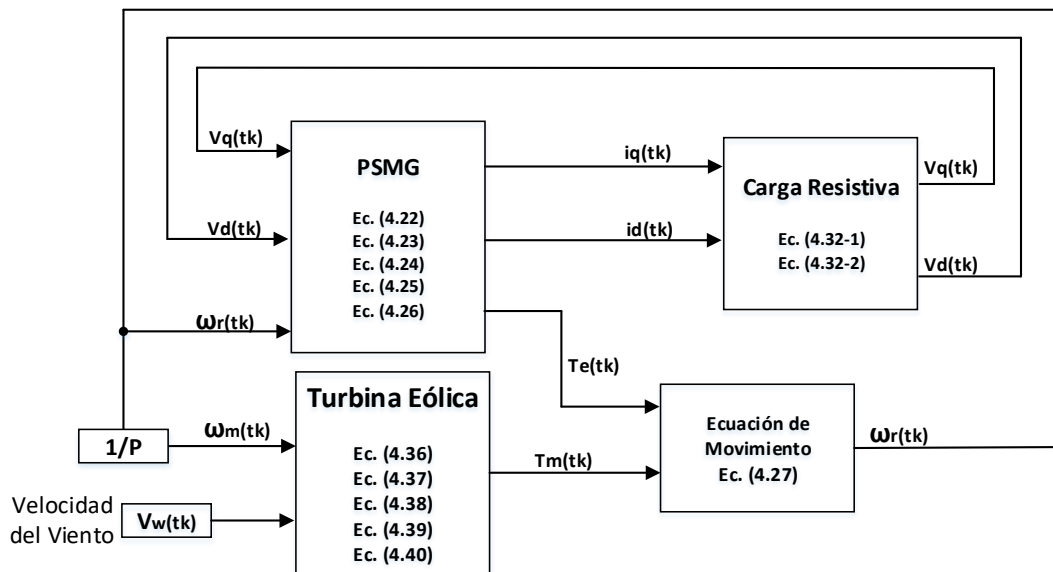 Vq(tk)
Vd(tk)
ωr(tk)
PSMG
Ec. (4.22)
Ec. (4.23)
Ec. (4.24)
Ec. (4.25)
Ec. (4.26)
iq(tk)
id(tk)
Carga Resistiva
Ec. (4.32-1)
Ec. (4.32-2)
Vq(tk)
Vd(tk)
Te(tk)
1/P
ωm(tk)
Velocidad
del Viento
Vw(tk)
Turbina Eólica
Ec. (4.36)
Ec. (4.37)
Ec. (4.38)
Ec. (4.39)
Ec. (4.40)
Tm(tk)
Ecuación de
Movimiento
Ec. (4.27)
ωr(tk)